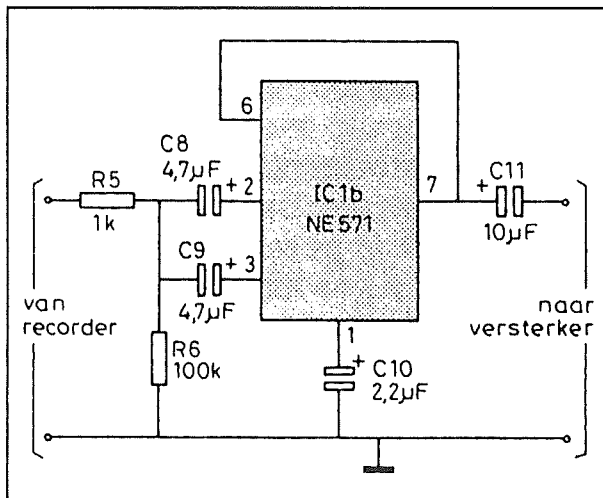 6
C8
4,7µF
+
2
R5
1k
IC1b
NE571
7
+
C11
10µF
C9
+
3
4,7µF
van
recorder
naar
versterker
1
R6
100k
+
C10
2,2µF